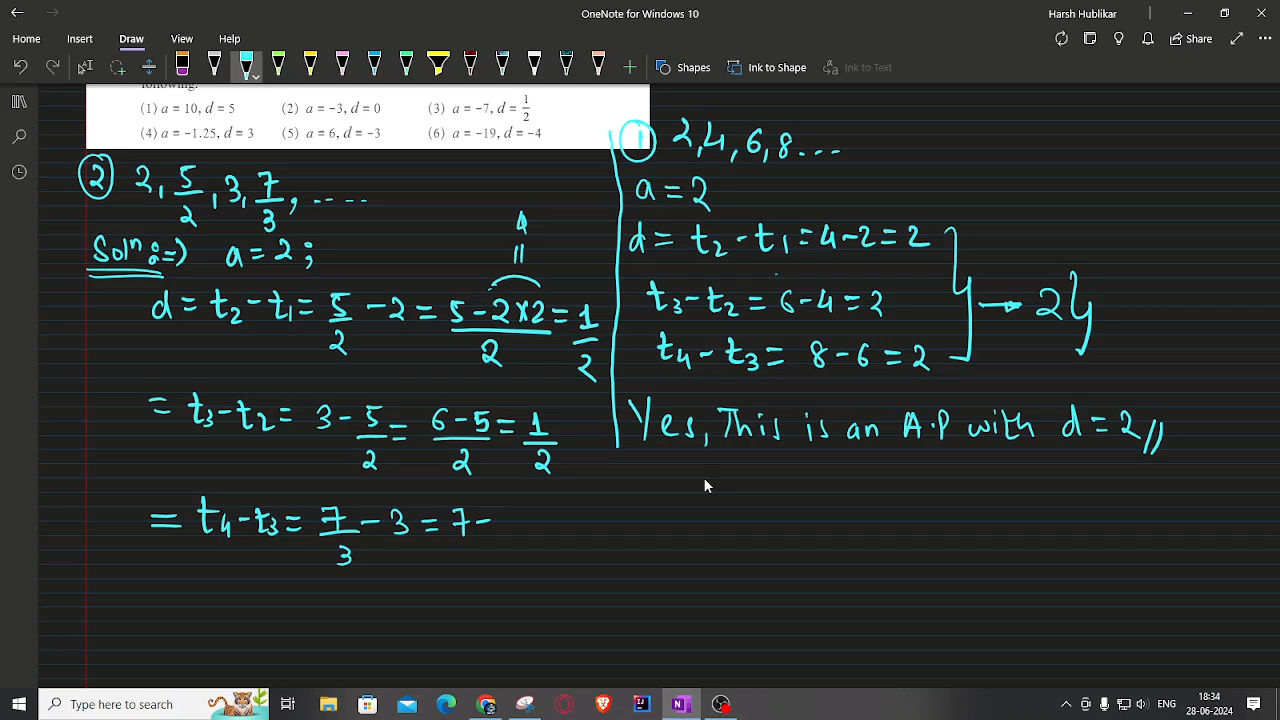 OneNote for Windows 10
Harsh Hublikar
Home Insert Draw View Help
Share
Shapes
Ink to Shape
Ink to Text
following.
(1) a = 10, d = 5 (2) a = -3, d = 0 (3) a = -7, d = 1/2
(4) a = -1.25, d = 3 (5) a = 6, d = -3 (6) a = -19, d = -4
② 2, 5/2, 3, 7/3, ....
Solⁿ :=) a = 2 ;
d = t₂ - t₁ = 5/2 - 2 = (5 - 2×2)/2 = 1/2
= t₃ - t₂ = 3 - 5/2 = (6 - 5)/2 = 1/2
= t₄ - t₃ = 7/3 - 3 = 7 -
① 2, 4, 6, 8 ...
a = 2
d = t₂ - t₁ = 4 - 2 = 2
t₃ - t₂ = 6 - 4 = 2
t₄ - t₃ = 8 - 6 = 2
→ 2
Yes, This is an A.P with d = 2 //
Type here to search
ENG
18:34
28-06-2024